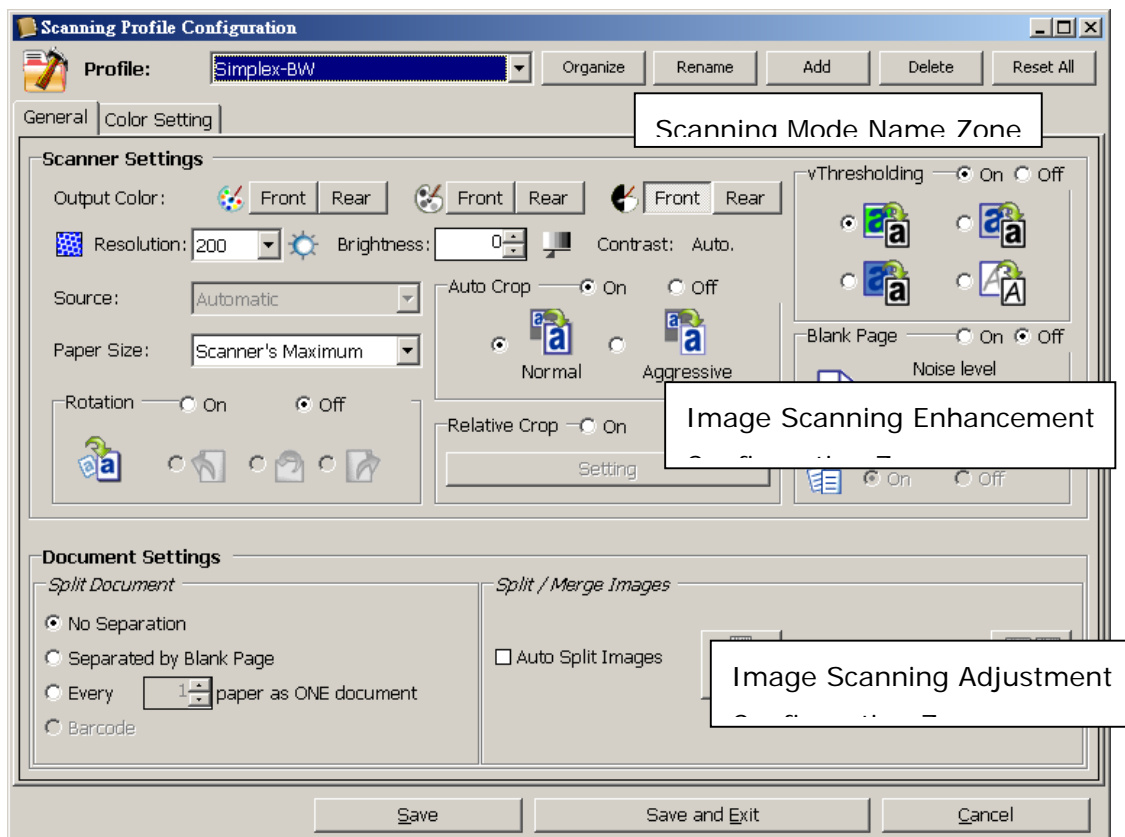 Scanning Profile Configuration
Profile: Simplex-BW Organize Rename Add Delete Reset All
General Color Setting
Scanning Mode Name Zone
Scanner Settings
Output Color: Front Rear Front Rear Front Rear
vThresholding On Off
Resolution: 200 Brightness: 0 Contrast: Auto.
Source: Automatic
Auto Crop On Off
Normal Aggressive
Paper Size: Scanner's Maximum
Blank Page On Off
Noise level
Rotation On Off
Relative Crop On
Setting
Image Scanning Enhancement
On Off
Document Settings
Split Document
No Separation
Separated by Blank Page
Every 1 paper as ONE document
Barcode
Split / Merge Images
Auto Split Images
Image Scanning Adjustment
Save Save and Exit Cancel